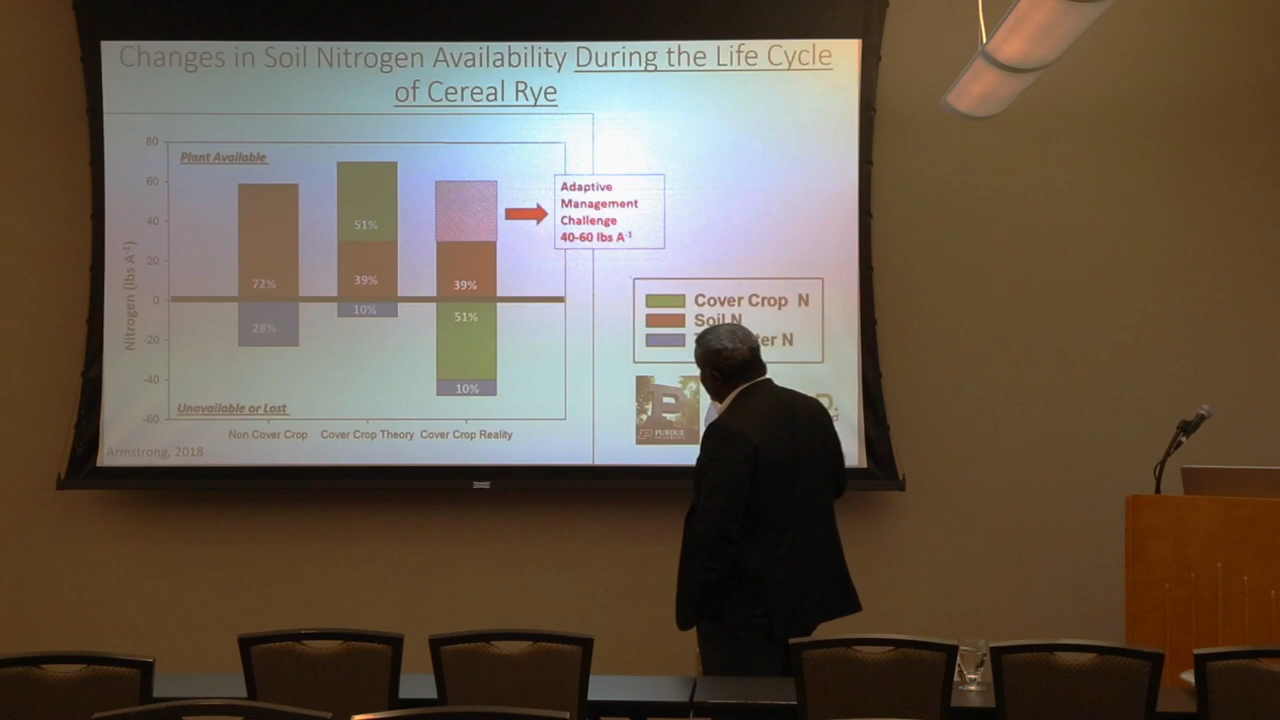 Changes in Soil Nitrogen Availability During the Life Cycle
of Cereal Rye
80
60
40
20
0
-20
-40
-60
Nitrogen (lbs A⁻¹)
Plant Available
51%
72%
39%
39%
28%
10%
51%
10%
Unavailable or Lost
Non Cover Crop
Cover Crop Theory
Cover Crop Reality
Armstrong, 2018
Adaptive
Management
Challenge
40-60 lbs A⁻¹
Cover Crop N
Soil N
N
P
PURDUE
UNIVERSITY